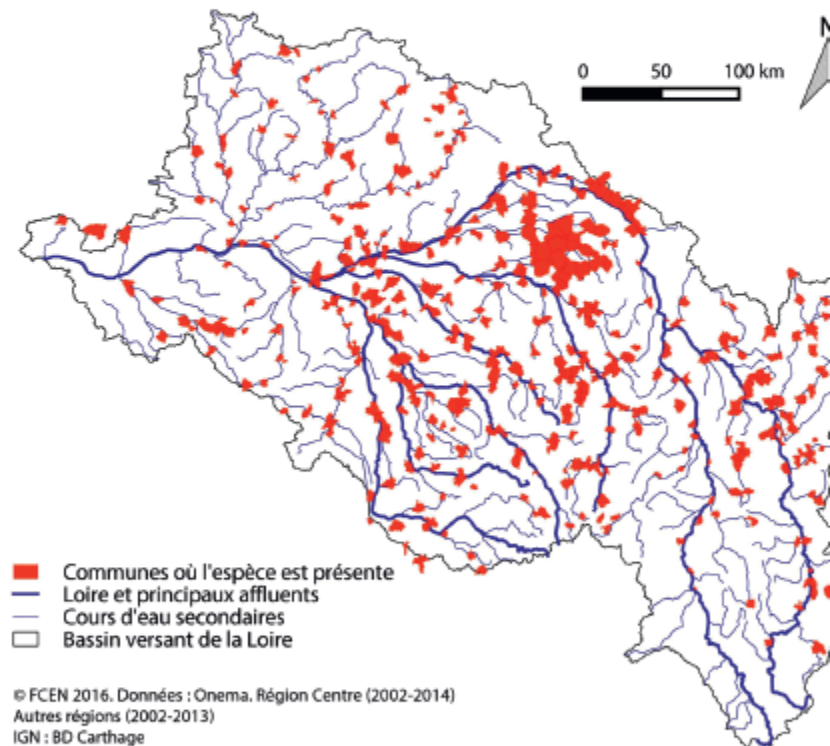 N
0 50 100 km
Communes où l'espèce est présente
Loire et principaux affluents
Cours d'eau secondaires
Bassin versant de la Loire
© FCEN 2016. Données : Onema. Région Centre (2002-2014)
Autres régions (2002-2013)
IGN : BD Carthage